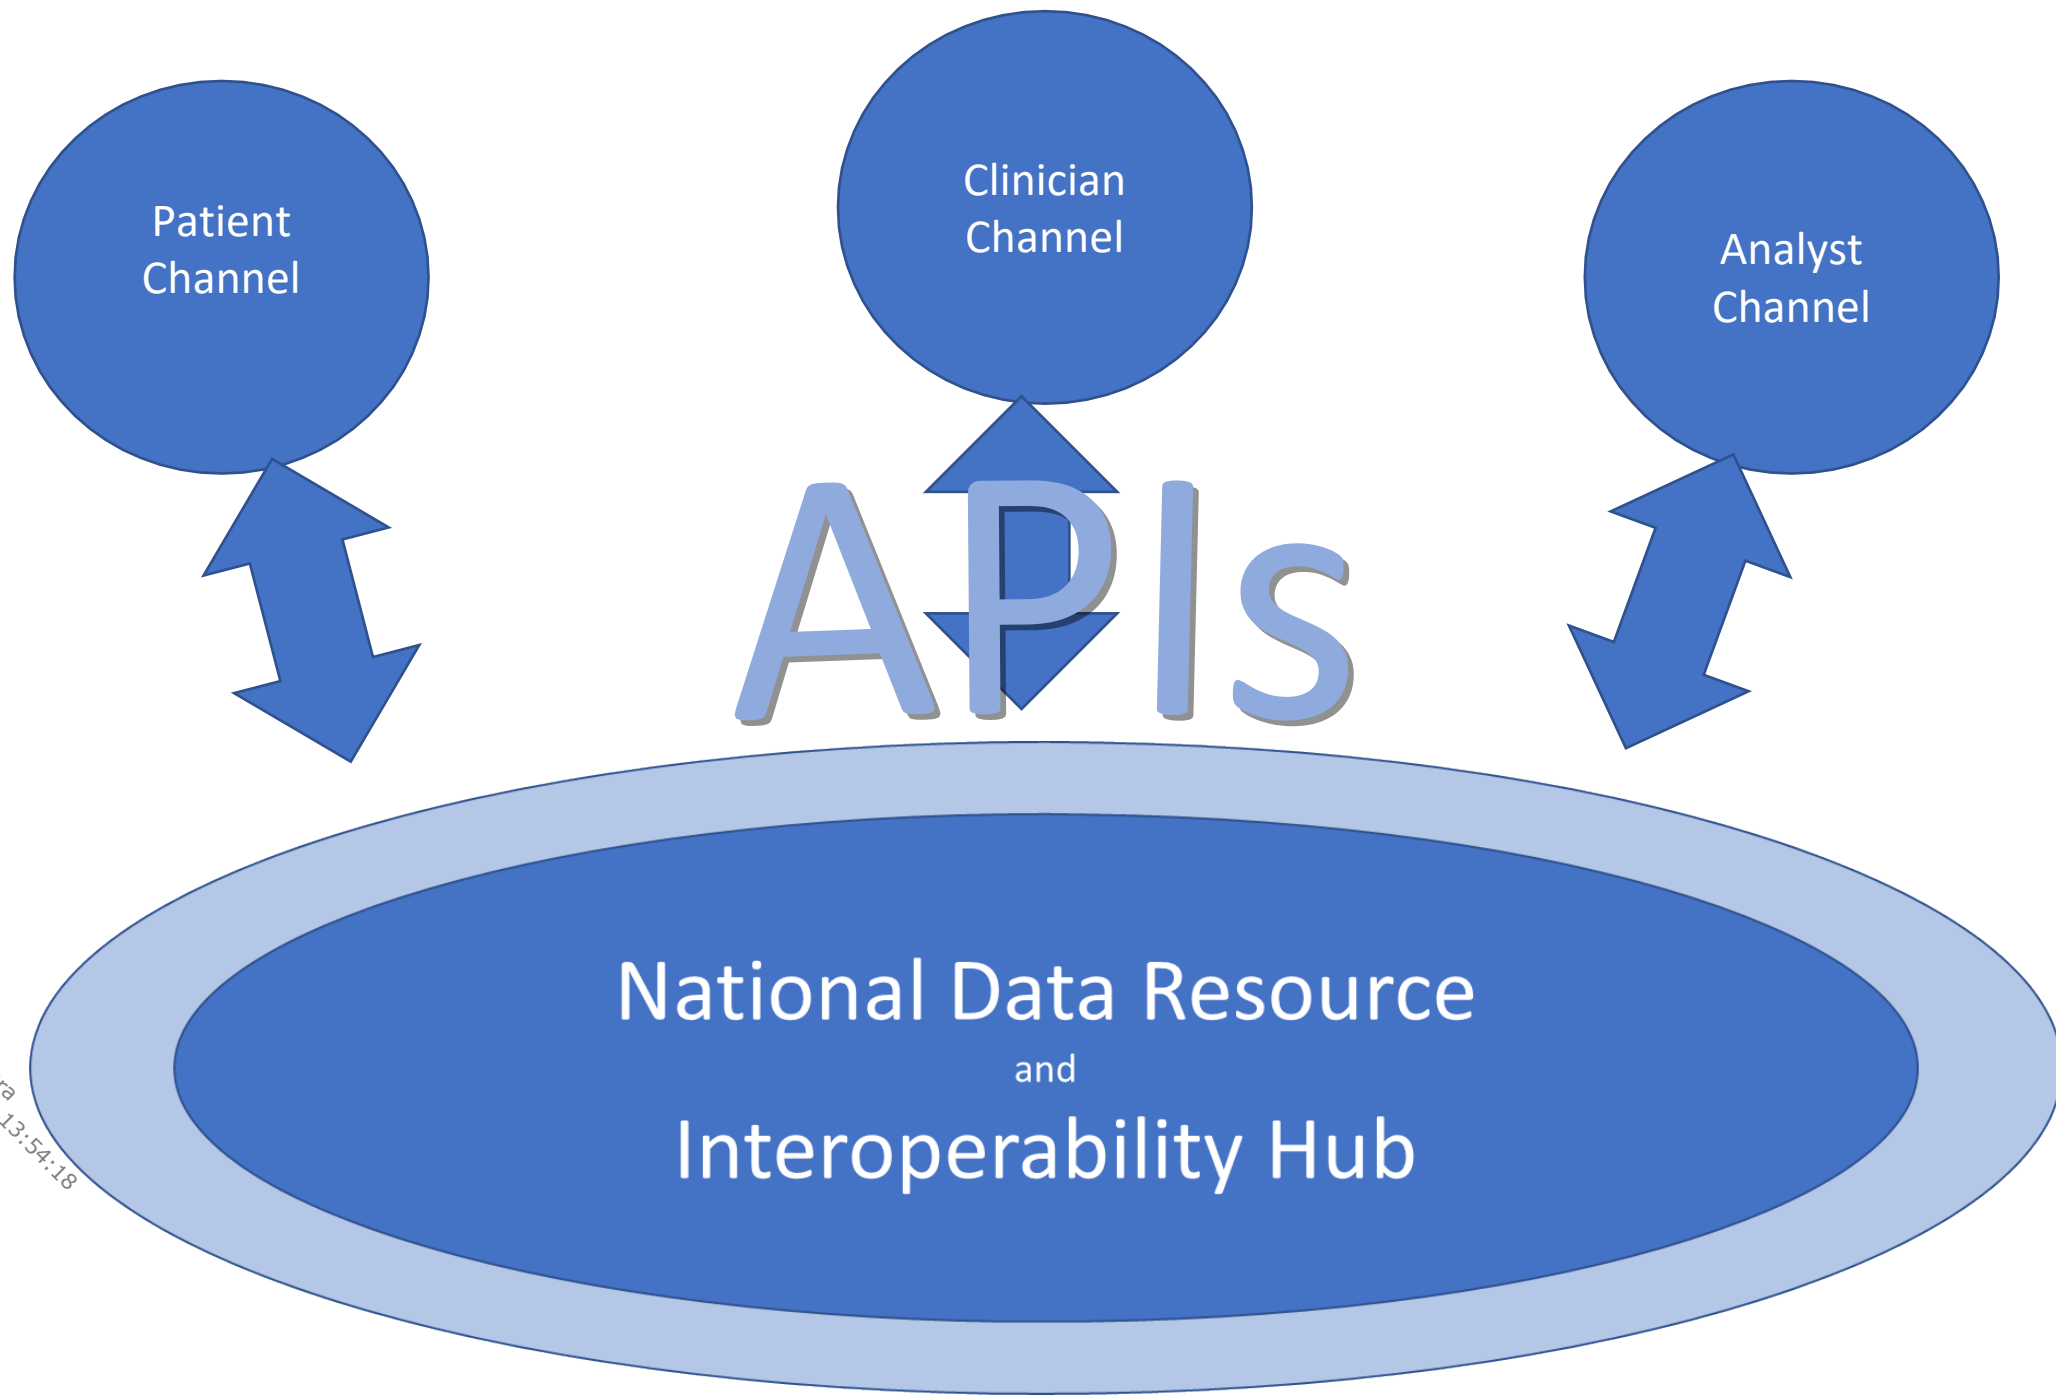 Patient
Channel
Clinician
Channel
Analyst
Channel
APIs
National Data Resource
and
Interoperability Hub
13:54:18